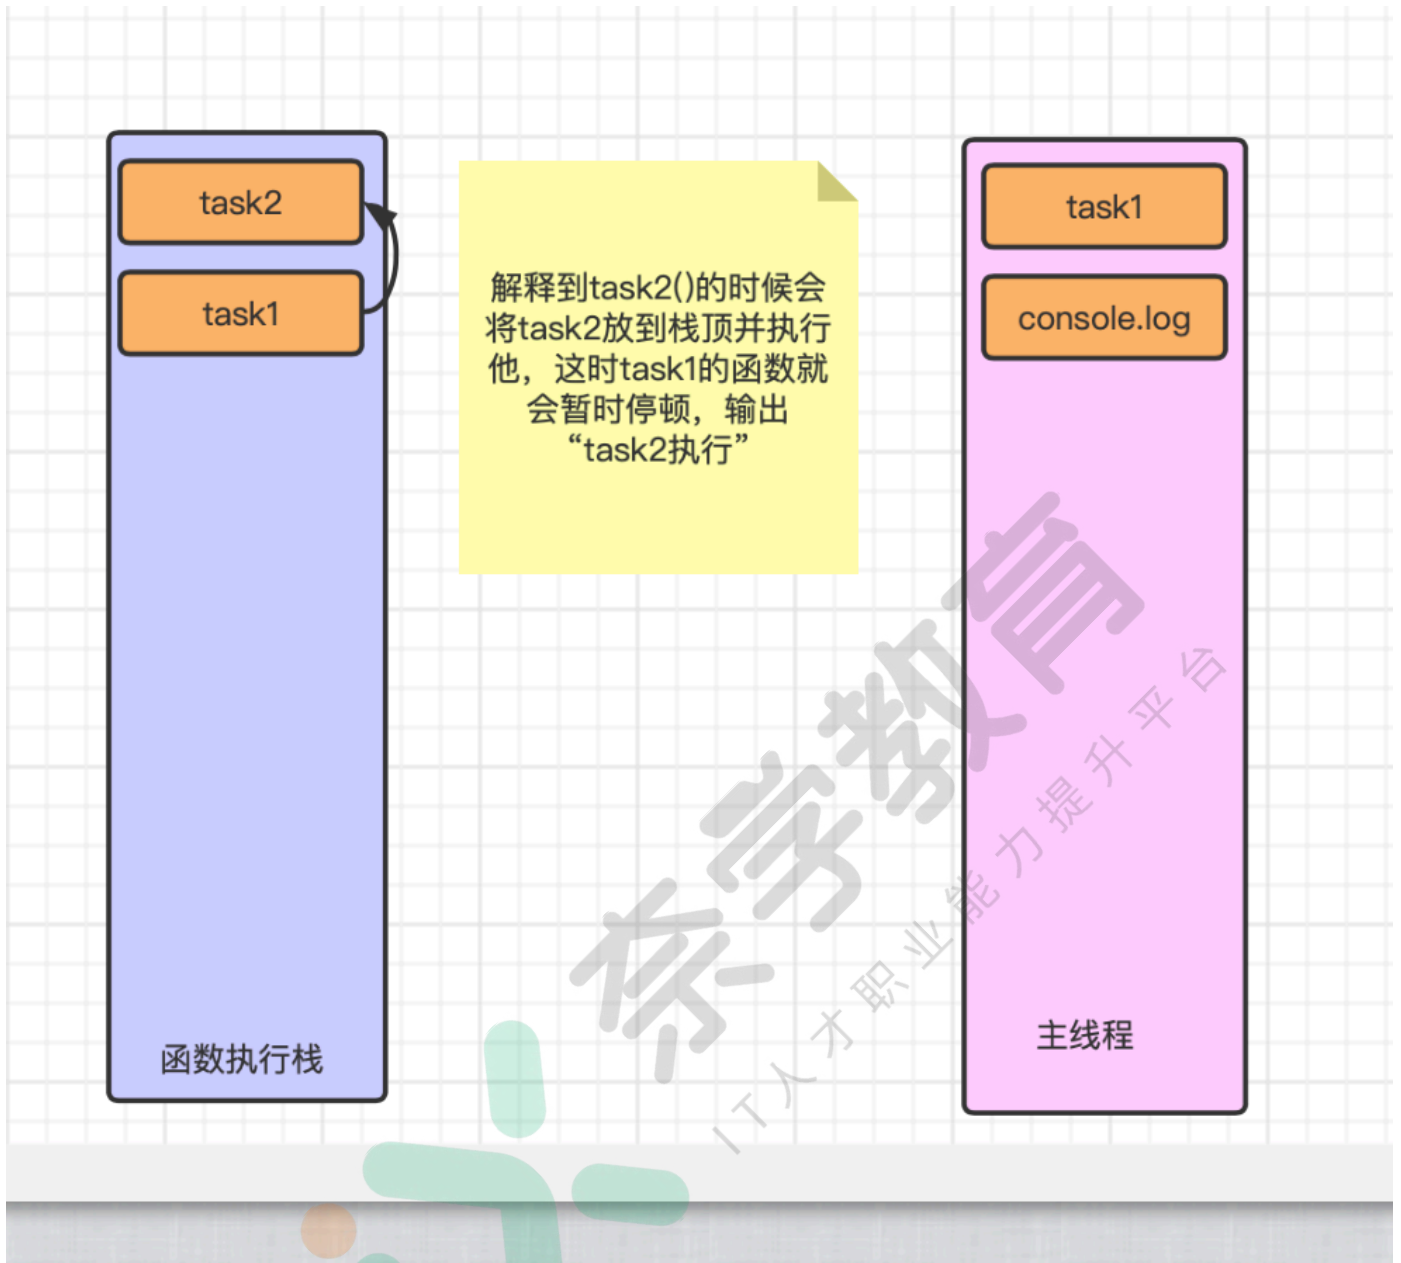 task2
task1
函数执行栈
解释到task2()的时候会
将task2放到栈顶并执行
他，这时task1的函数就
会暂时停顿，输出
“task2执行”
task1
console.log
主线程
奈学教育
IT人才职业能力提升平台